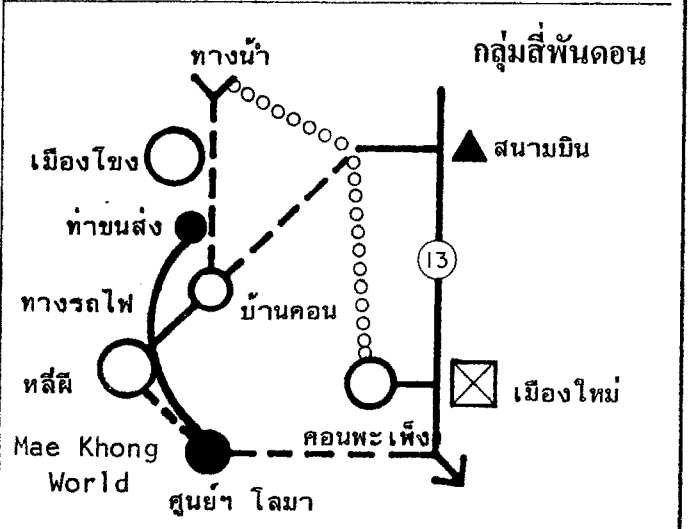 กลุ่มสี่พันดอน
ทางน้ำ
เมืองโขง
สนามบิน
ท่าขนส่ง
13
ทางรถไฟ
บ้านคอน
หลี่ผี
เมืองใหม่
คอนพะเพ็ง
Mae Khong
World
ศูนย์ฯ โลมา